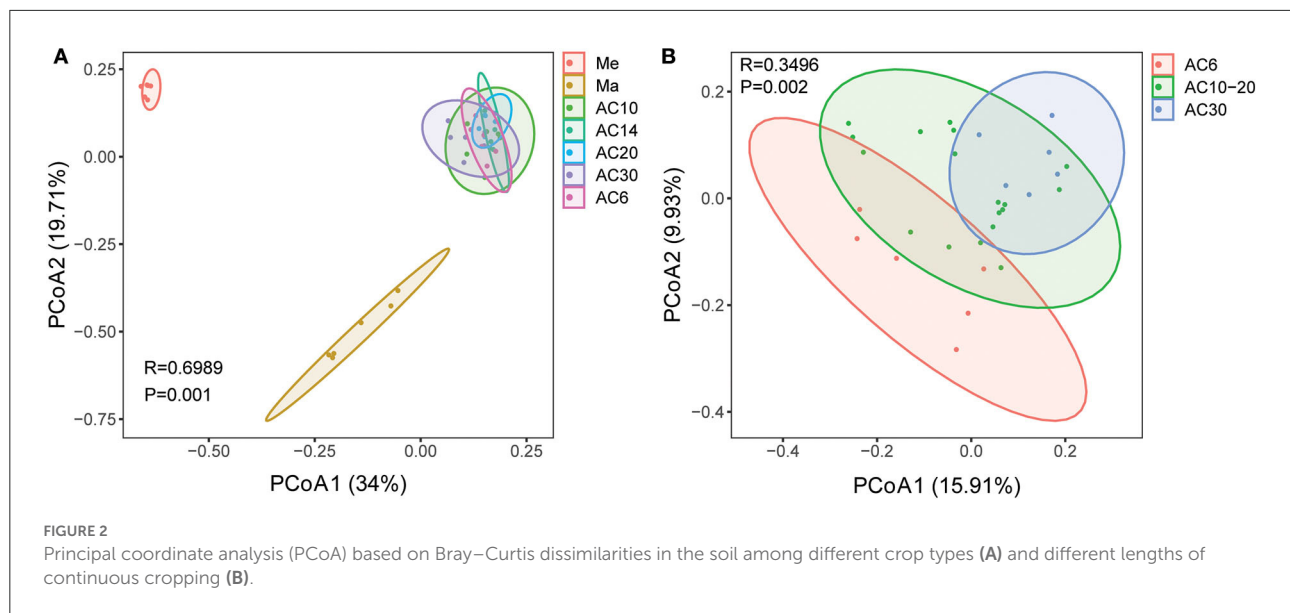 A
0.25
0.00
−0.25
−0.50
−0.75
PCoA2 (19.71%)
R=0.6989
P=0.001
−0.50
−0.25
0.00
0.25
PCoA1 (34%)
Me
Ma
AC10
AC14
AC20
AC30
AC6
B
R=0.3496
P=0.002
0.2
0.0
−0.2
−0.4
PCoA2 (9.93%)
−0.4
−0.2
0.0
0.2
PCoA1 (15.91%)
AC6
AC10−20
AC30
FIGURE 2
Principal coordinate analysis (PCoA) based on Bray–Curtis dissimilarities in the soil among different crop types (A) and different lengths of
continuous cropping (B).